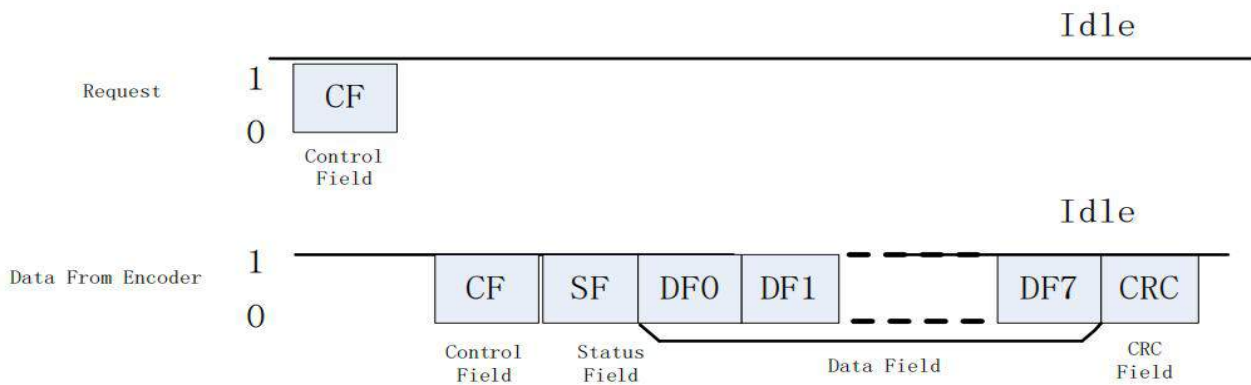 Idle
Request
1
0
CF
Control
Field
Idle
Data From Encoder
1
0
CF
SF
DF0
DF1
DF7
CRC
Control
Field
Status
Field
Data Field
CRC
Field